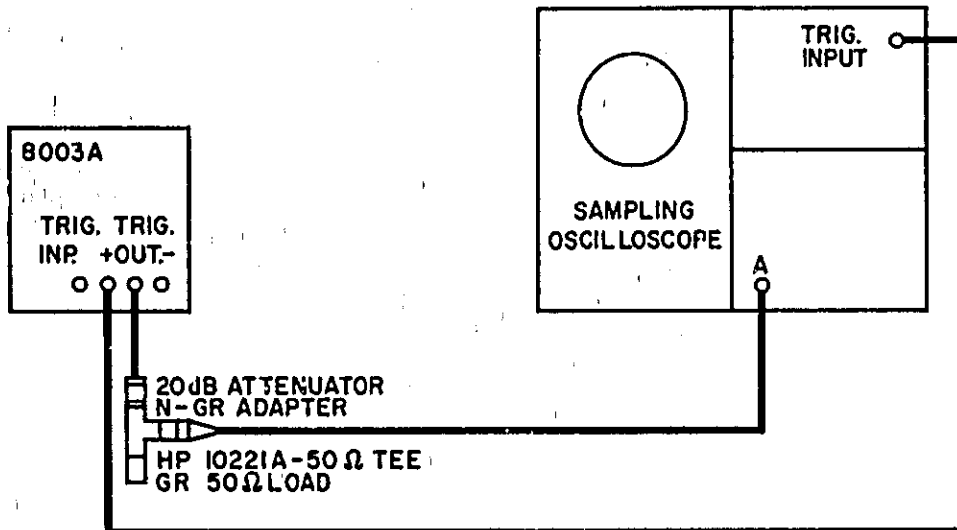 TRIG.
INPUT
8003A
TRIG. TRIG.
INP. +OUT.-
SAMPLING
OSCILLOSCOPE
A
20dB ATTENUATOR
N-GR ADAPTER
HP 10221A-50Ω TEE
GR 50Ω LOAD